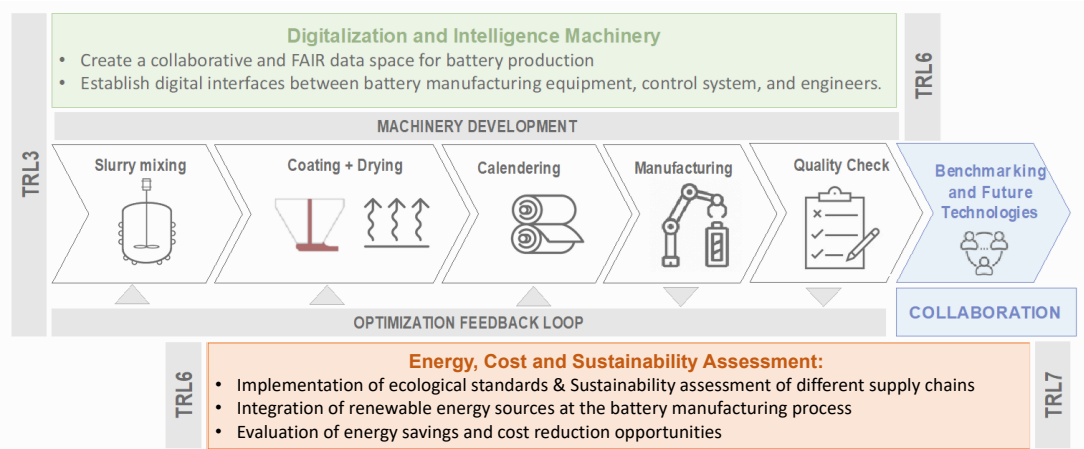 Digitalization and Intelligence Machinery
• Create a collaborative and FAIR data space for battery production
• Establish digital interfaces between battery manufacturing equipment, control system, and engineers.
TRL6
TRL3
MACHINERY DEVELOPMENT
Slurry mixing
Coating + Drying
Calendering
Manufacturing
Quality Check
Benchmarking
and Future
Technologies
OPTIMIZATION FEEDBACK LOOP
COLLABORATION
TRL6
Energy, Cost and Sustainability Assessment:
• Implementation of ecological standards & Sustainability assessment of different supply chains
• Integration of renewable energy sources at the battery manufacturing process
• Evaluation of energy savings and cost reduction opportunities
TRL7